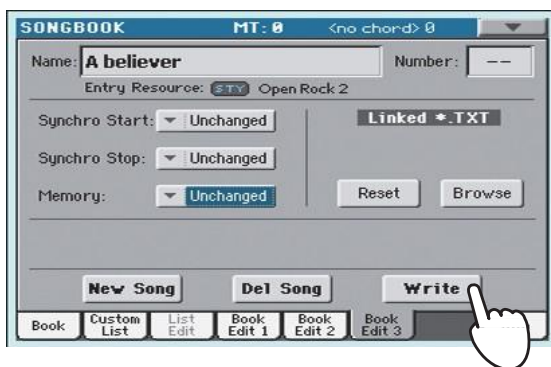 SONGBOOK MT: 0 <no chord> 0
Name: A believer Number: --
Entry Resource: STY Open Rock 2
Synchro Start: Unchanged Linked *.TXT
Synchro Stop: Unchanged
Memory: Unchanged Reset Browse
New Song Del Song Write
Book Custom List List Edit Book Edit 1 Book Edit 2 Book Edit 3